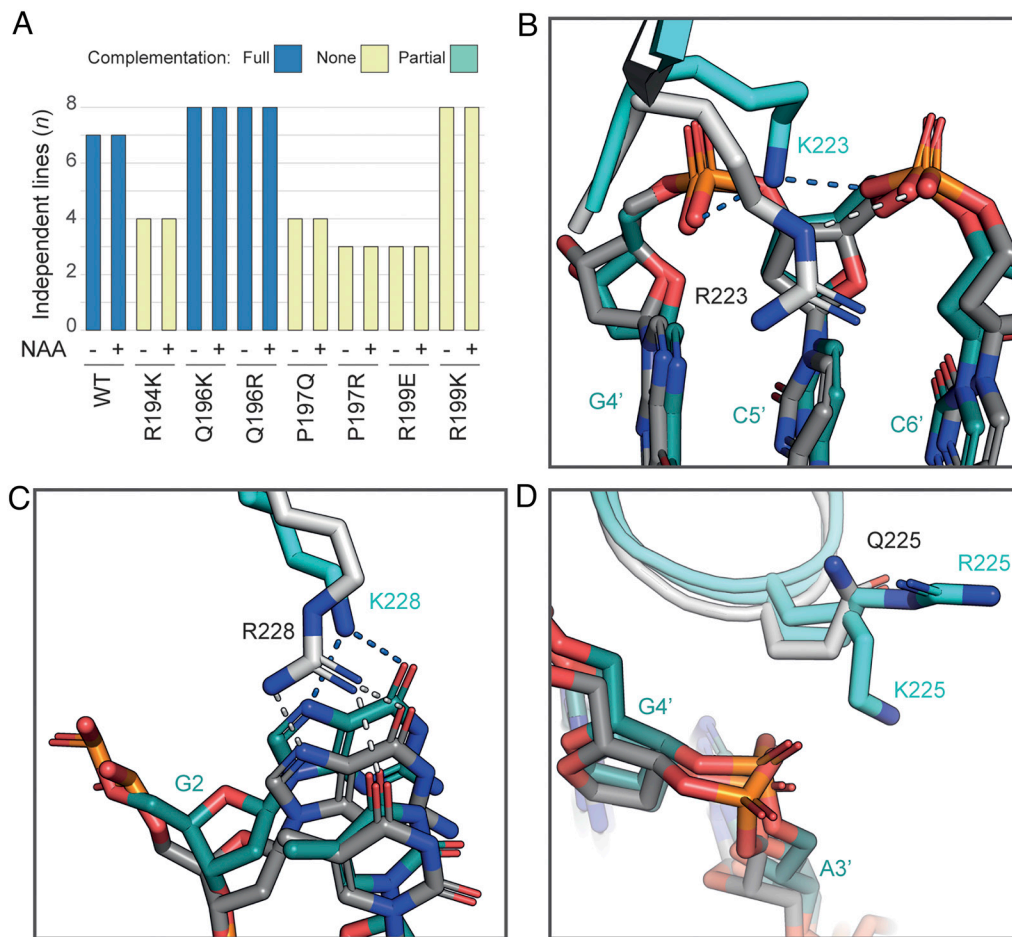 A
Complementation: Full None Partial
Independent lines (n)
8
6
4
2
0
NAA - + - + - + - + - + - + - + - +
WT R194K Q196K Q196R P197Q P197R R199E R199K
B
K223
R223
G4’
C5’
C6’
C
K228
R228
G2
D
Q225
R225
K225
G4’
A3’